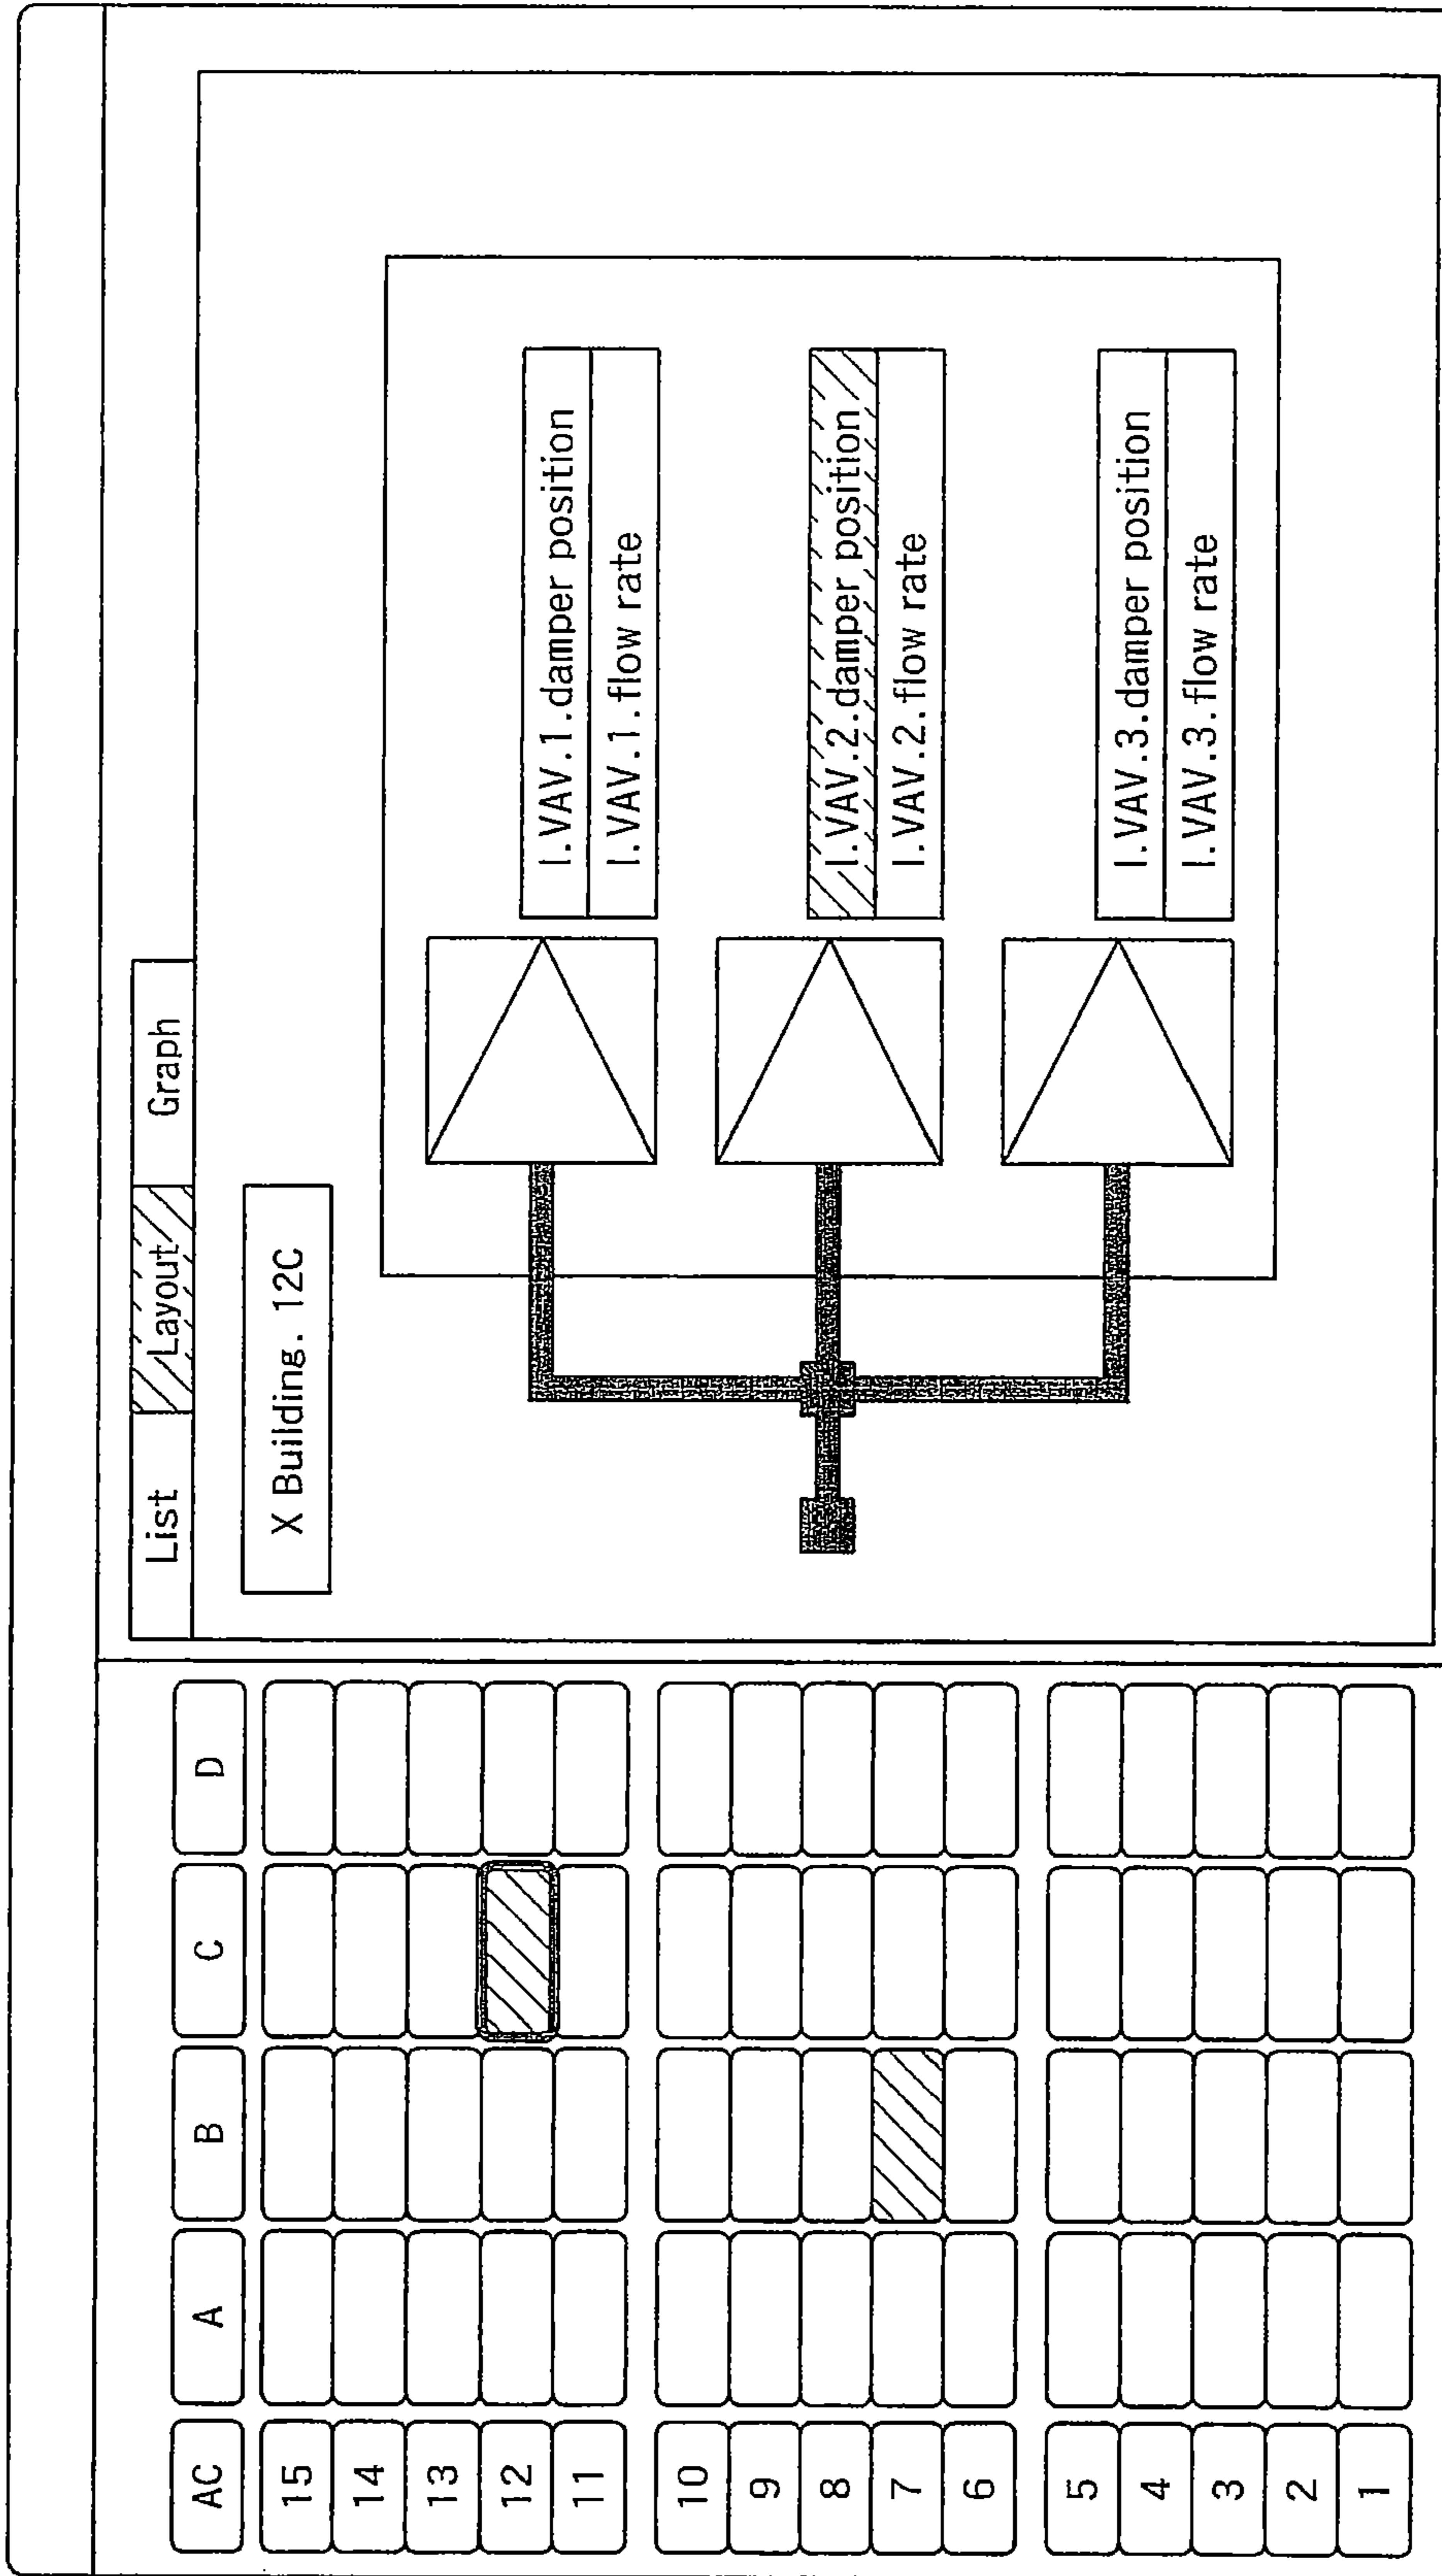 AC A B C D
15
14
13
12
11
10
9
8
7
6
5
4
3
2
1
List Layout Graph
X Building. 12C
I.VAV.1.damper position
I.VAV.1.flow rate
I.VAV.2.damper position
I.VAV.2.flow rate
I.VAV.3.damper position
I.VAV.3.flow rate